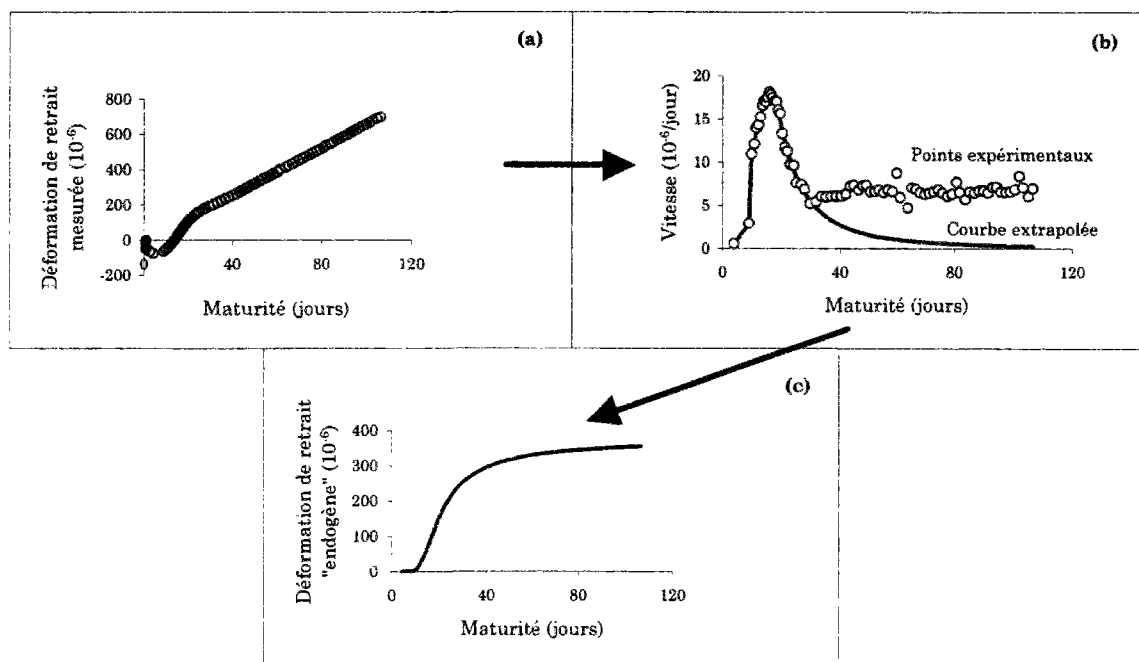 (a)
Déformation de retrait
mesurée (10⁻⁶)
800
600
400
200
0
-200
0
40
80
120
Maturité (jours)
(b)
Vitesse (10⁻⁶/jour)
20
15
10
5
0
Points expérimentaux
Courbe extrapolée
0
40
80
120
Maturité (jours)
(c)
Déformation de retrait
"endogène" (10⁻⁶)
400
300
200
100
0
0
40
80
120
Maturité (jours)